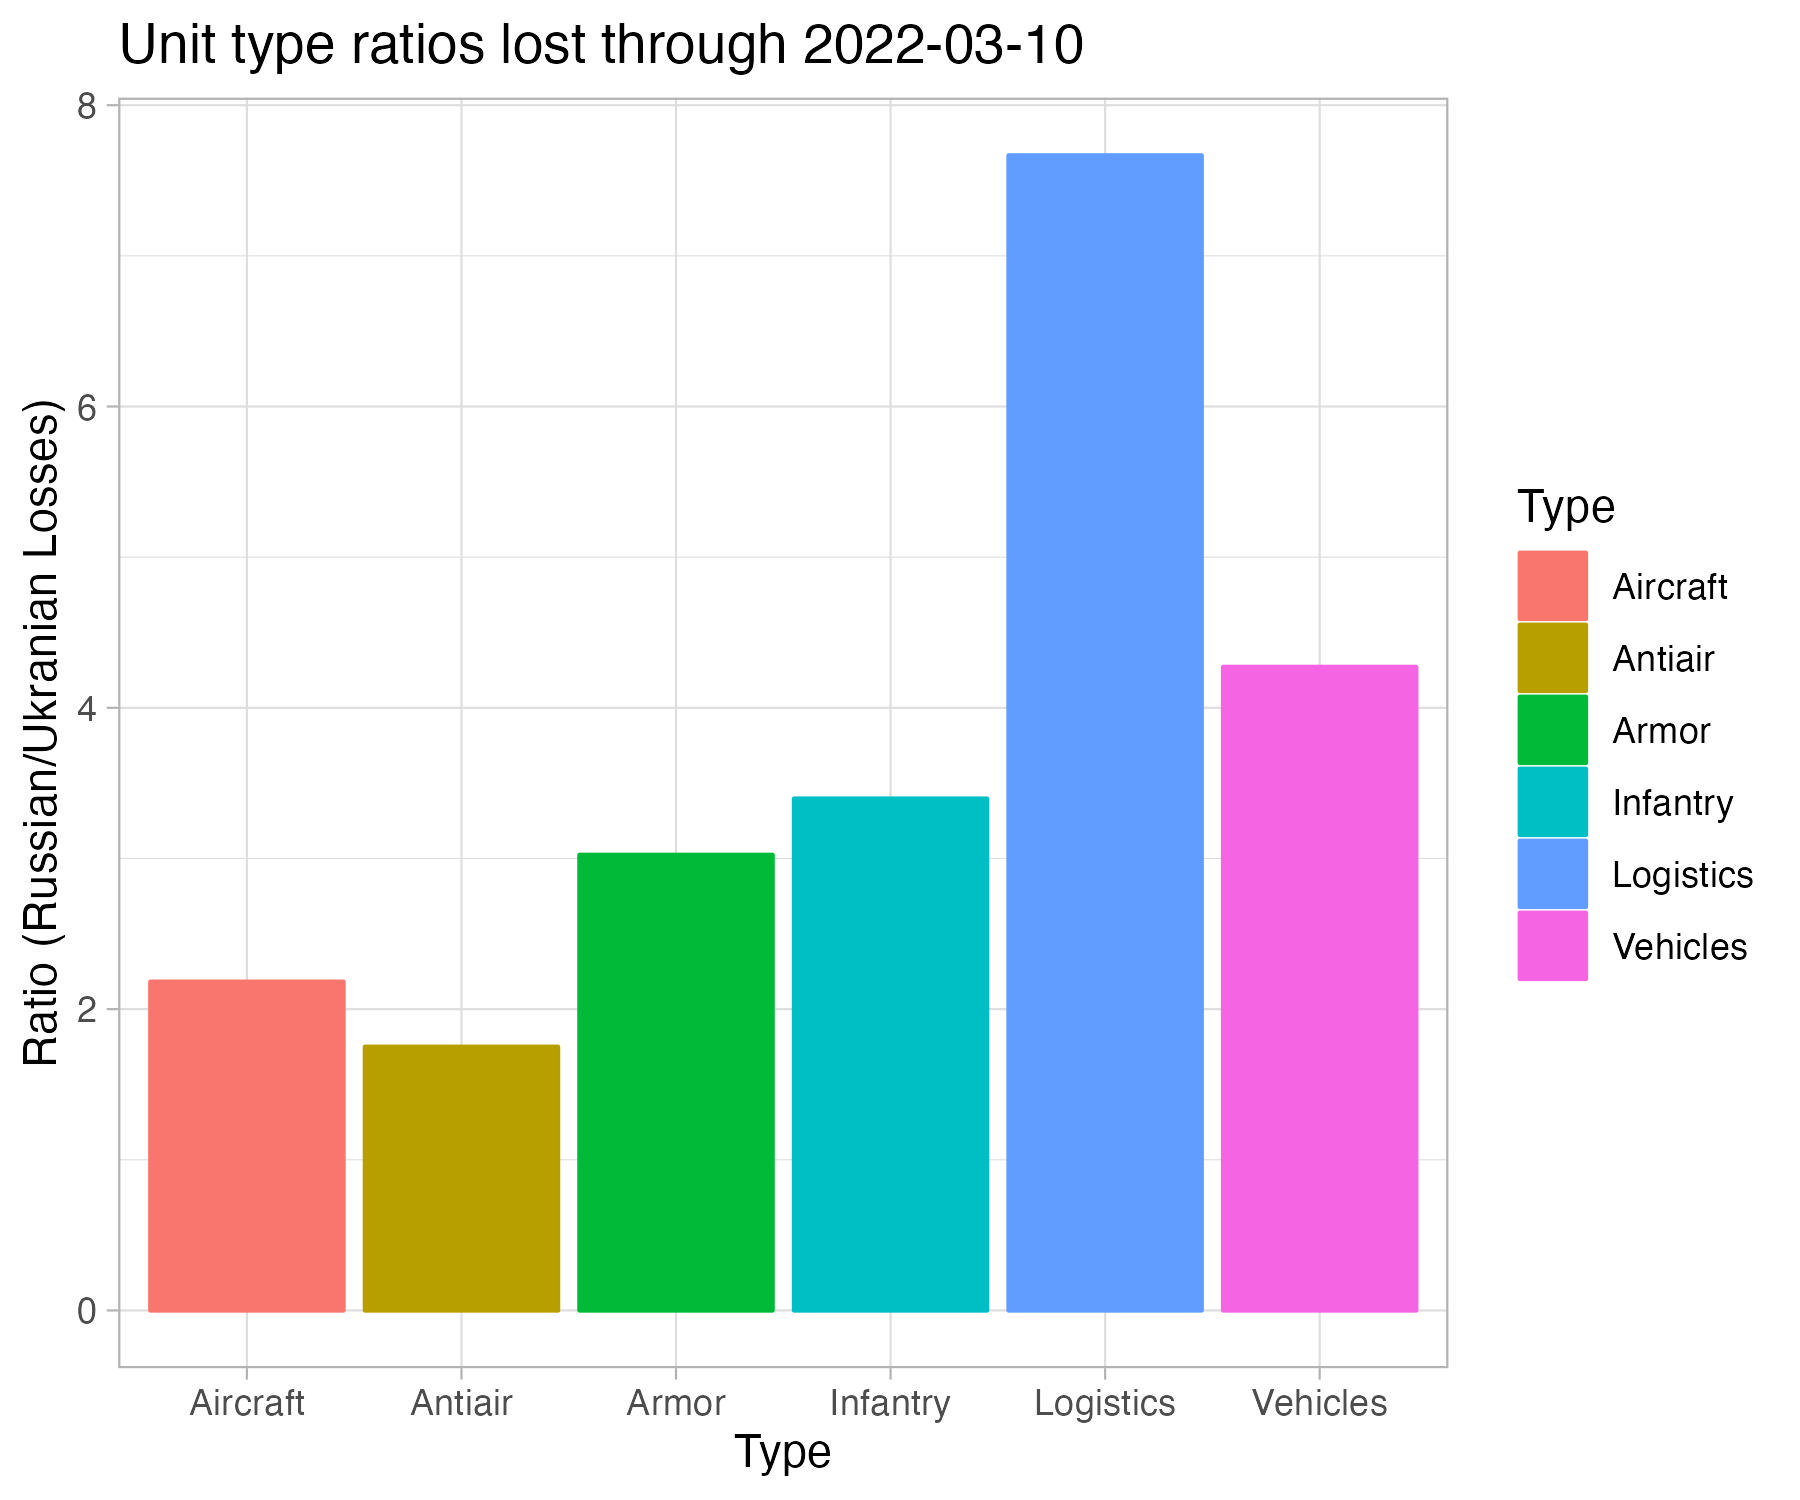 Unit type ratios lost through 2022-03-10
Ratio (Russian/Ukranian Losses)
8
6
4
2
0
Aircraft
Antiair
Armor
Infantry
Logistics
Vehicles
Type
Type
Aircraft
Antiair
Armor
Infantry
Logistics
Vehicles